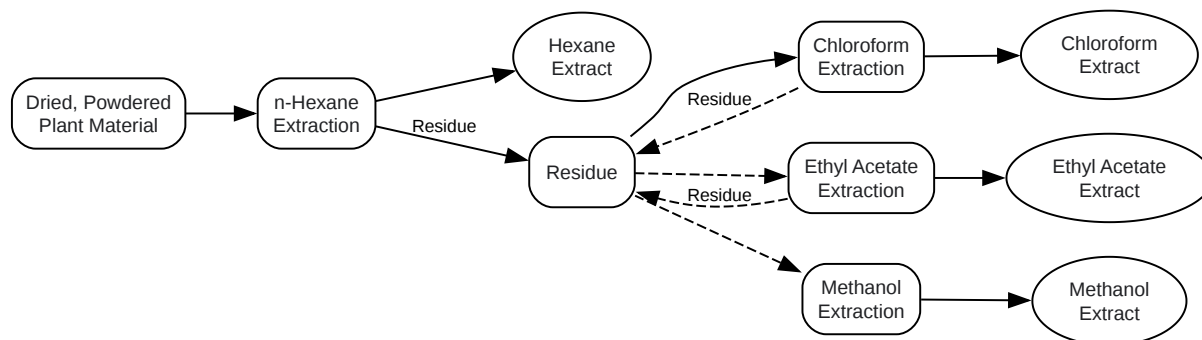 Dried, Powdered
Plant Material
n-Hexane
Extraction
Hexane
Extract
Residue
Residue
Residue
Residue
Chloroform
Extraction
Chloroform
Extract
Ethyl Acetate
Extraction
Ethyl Acetate
Extract
Methanol
Extraction
Methanol
Extract